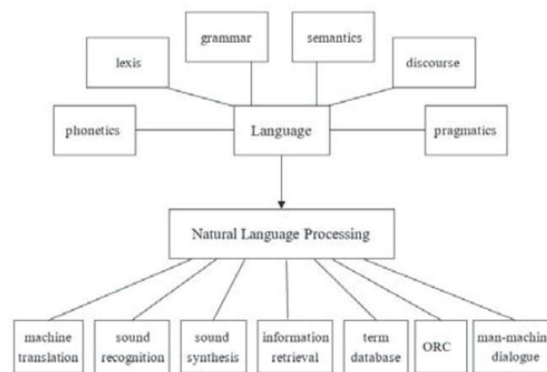 grammar
semantics
lexis
discourse
phonetics
Language
pragmatics
Natural Language Processing
machine
translation
sound
recognition
sound
synthesis
information
retrieval
term
database
ORC
man-machin
dialogue